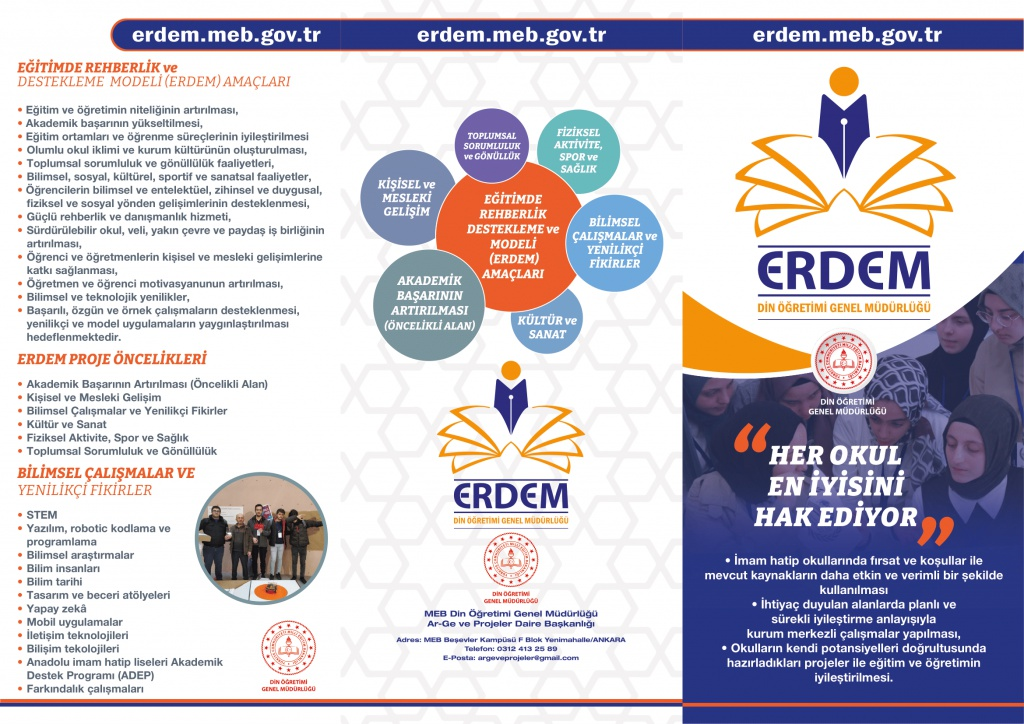 erdem.meb.gov.tr
EĞİTİMDE REHBERLİK ve
DESTEKLEME MODELİ (ERDEM) AMAÇLARI
• Eğitim ve öğretimin niteliğinin artırılması,
• Akademik başarının yükseltilmesi,
• Eğitim ortamları ve öğrenme süreçlerinin iyileştirilmesi
• Olumlu okul iklimi ve kurum kültürünün oluşturulması,
• Toplumsal sorumluluk ve gönüllülük faaliyetleri,
• Bilimsel, sosyal, kültürel, sportif ve sanatsal faaliyetler,
• Öğrencilerin bilimsel ve entelektüel, zihinsel ve duygusal,
fiziksel ve sosyal yönden gelişimlerinin desteklenmesi,
• Güçlü rehberlik ve danışmanlık hizmeti,
• Sürdürülebilir okul, veli, yakın çevre ve paydaş iş birliğinin
artırılması,
• Öğrenci ve öğretmenlerin kişisel ve mesleki gelişimlerine
katkı sağlanması,
• Öğretmen ve öğrenci motivasyanunun artırılması,
• Bilimsel ve teknolojik yenilikler,
• Başarılı, özgün ve örnek çalışmaların desteklenmesi,
yenilikçi ve model uygulamaların yaygınlaştırılması
hedeflenmektedir.
ERDEM PROJE ÖNCELİKLERİ
• Akademik Başarının Artırılması (Öncelikli Alan)
• Kişisel ve Mesleki Gelişim
• Bilimsel Çalışmalar ve Yenilikçi Fikirler
• Kültür ve Sanat
• Fiziksel Aktivite, Spor ve Sağlık
• Toplumsal Sorumluluk ve Gönüllülük
BİLİMSEL ÇALIŞMALAR VE
YENİLİKÇİ FİKİRLER
• STEM
• Yazılım, robotic kodlama ve
programlama
• Bilimsel araştırmalar
• Bilim insanları
• Bilim tarihi
• Tasarım ve beceri atölyeleri
• Yapay zekâ
• Mobil uygulamalar
• İletişim teknolojileri
• Bilişim tekolojileri
• Anadolu imam hatip liseleri Akademik
Destek Programı (ADEP)
• Farkındalık çalışmaları
DİN ÖĞRETİMİ
GENEL MÜDÜRLÜĞÜ
erdem.meb.gov.tr
TOPLUMSAL
SORUMLULUK
ve GÖNÜLLÜK
FİZİKSEL
AKTİVİTE,
SPOR ve
SAĞLIK
KİŞİSEL ve
MESLEKİ
GELİŞİM
EĞİTİMDE
REHBERLİK
DESTEKLEME ve
MODELİ
(ERDEM)
AMAÇLARI
BİLİMSEL
ÇALIŞMALAR ve
YENİLİKÇİ
FİKİRLER
AKADEMİK
BAŞARININ
ARTIRILMASI
(ÖNCELİKLİ ALAN)
KÜLTÜR ve
SANAT
ERDEM
DİN ÖĞRETİMİ GENEL MÜDÜRLÜĞÜ
DİN ÖĞRETİMİ
GENEL MÜDÜRLÜĞÜ
MEB Din Öğretimi Genel Müdürlüğü
Ar-Ge ve Projeler Daire Başkanlığı
Adres: MEB Beşevler Kampüsü F Blok Yenimahalle/ANKARA
Telefon: 0312 413 25 89
E-Posta: argeveprojeler@gmail.com
erdem.meb.gov.tr
ERDEM
DİN ÖĞRETİMİ GENEL MÜDÜRLÜĞÜ
DİN ÖĞRETİMİ
GENEL MÜDÜRLÜĞÜ
“HER OKUL
EN İYİSİNİ
HAK EDİYOR”
• İmam hatip okullarında fırsat ve koşullar ile
mevcut kaynakların daha etkin ve verimli bir şekilde
kullanılması
• İhtiyaç duyulan alanlarda planlı ve
sürekli iyileştirme anlayışıyla
kurum merkezli çalışmalar yapılması,
• Okulların kendi potansiyelleri doğrultusunda
hazırladıkları projeler ile eğitim ve öğretimin
iyileştirilmesi.